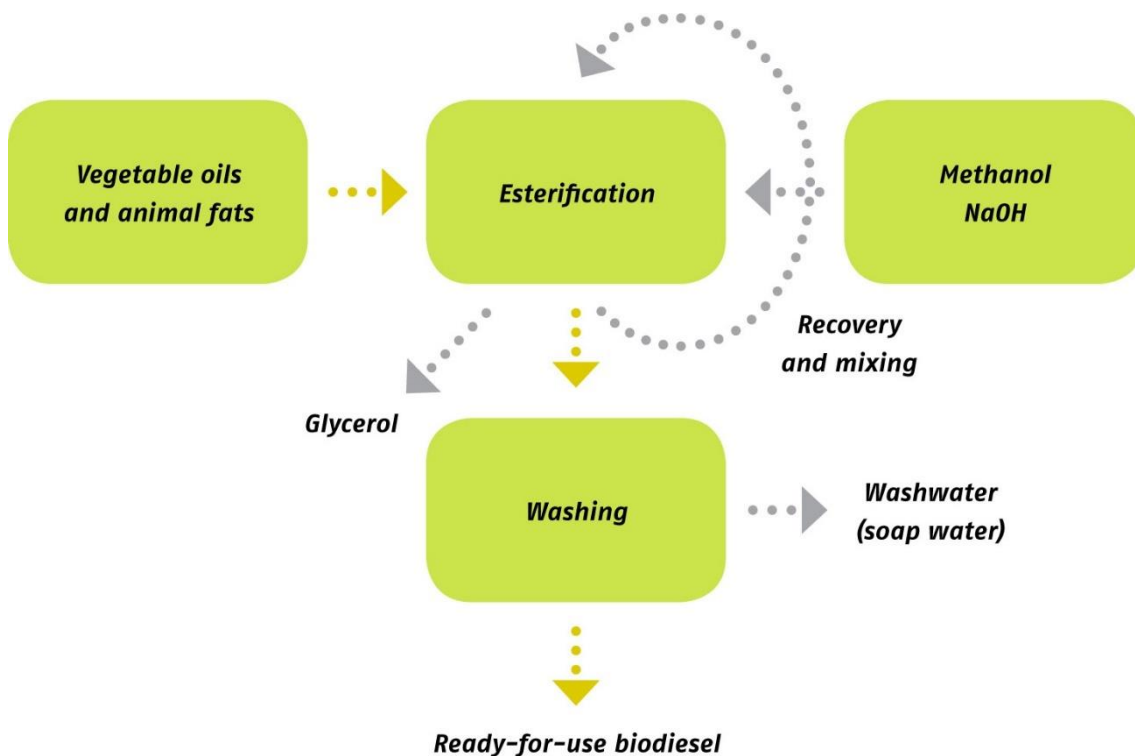 Vegetable oils
and animal fats
Esterification
Methanol
NaOH
Recovery
and mixing
Glycerol
Washing
Washwater
(soap water)
Ready-for-use biodiesel